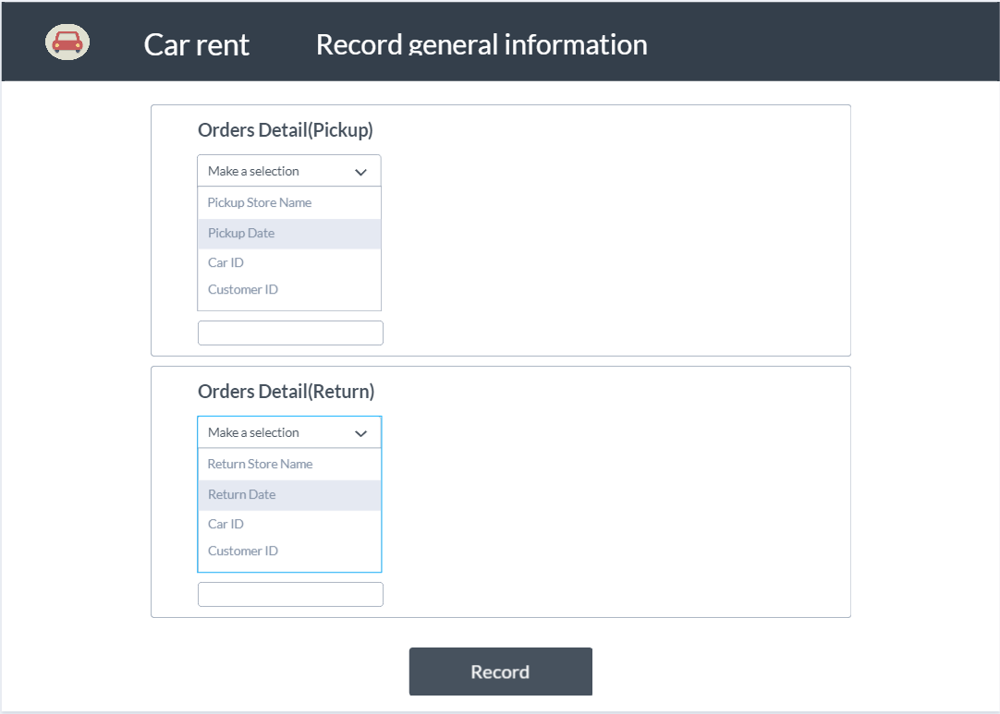 Car rent
Record general information
Orders Detail(Pickup)
Make a selection
Pickup Store Name
Pickup Date
Car ID
Customer ID
Orders Detail(Return)
Make a selection
Return Store Name
Return Date
Car ID
Customer ID
Record